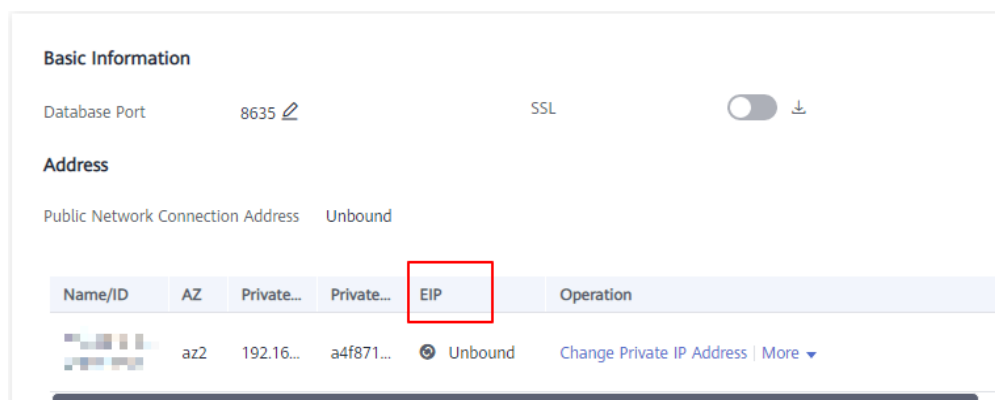 Basic Information
Database Port 8635 SSL
Address
Public Network Connection Address Unbound
Name/ID AZ Private... Private... EIP Operation
az2 192.16... a4f871... Unbound Change Private IP Address | More